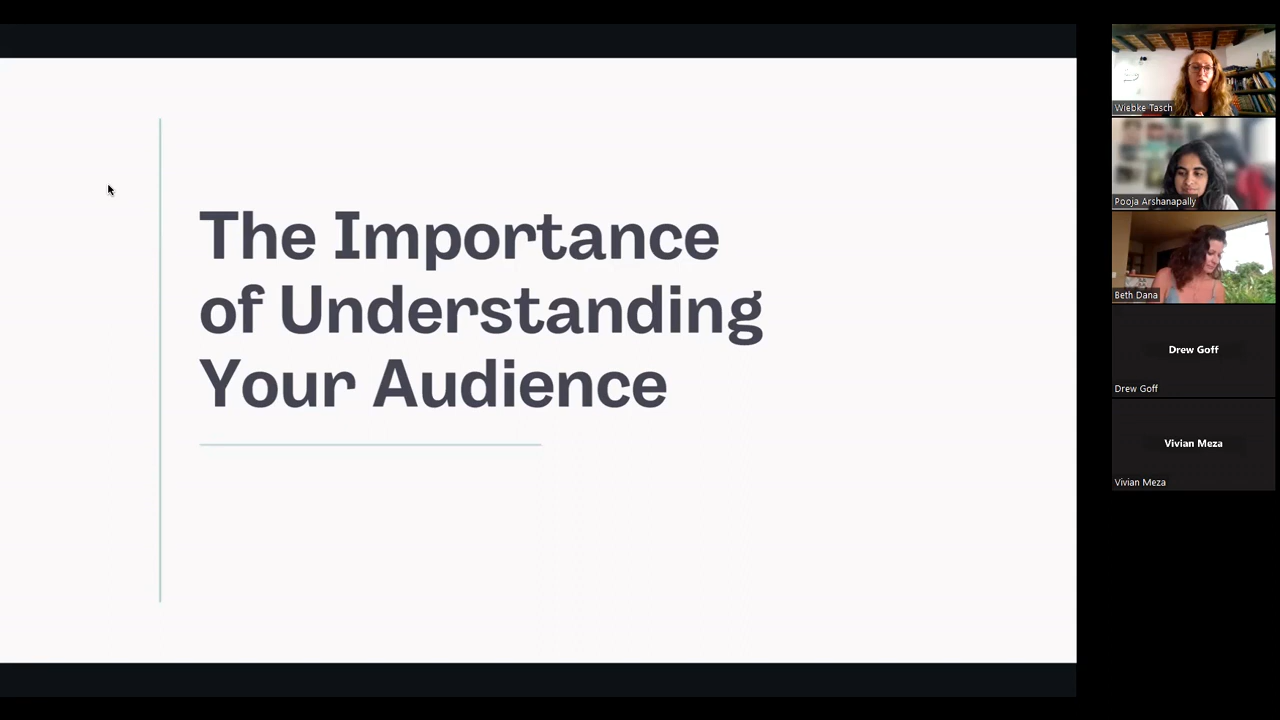 The Importance
of Understanding
Your Audience
Wiebke Tasch
Pooja Arshanapally
Beth Dana
Drew Goff
Drew Goff
Vivian Meza
Vivian Meza